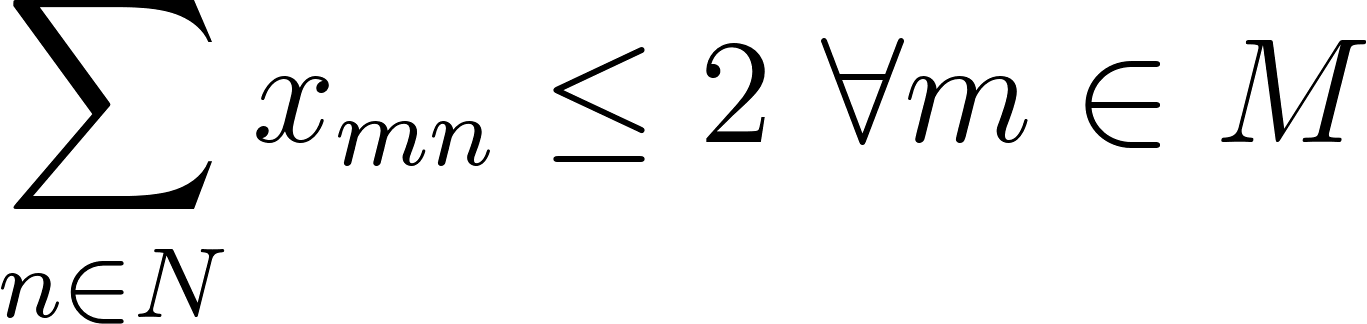 ∑_{n∈N} x_{mn} ≤ 2 ∀m ∈ M